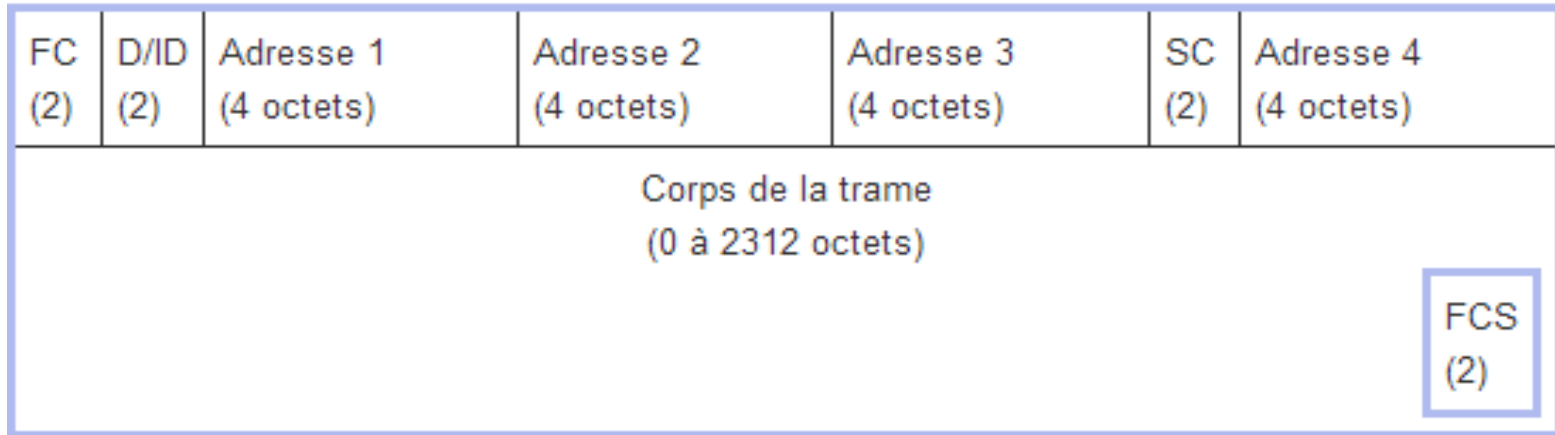 FC D/ID Adresse 1 Adresse 2 Adresse 3 SC Adresse 4
(2) (2) (4 octets) (4 octets) (4 octets) (2) (4 octets)
Corps de la trame
(0 à 2312 octets)
FCS
(2)